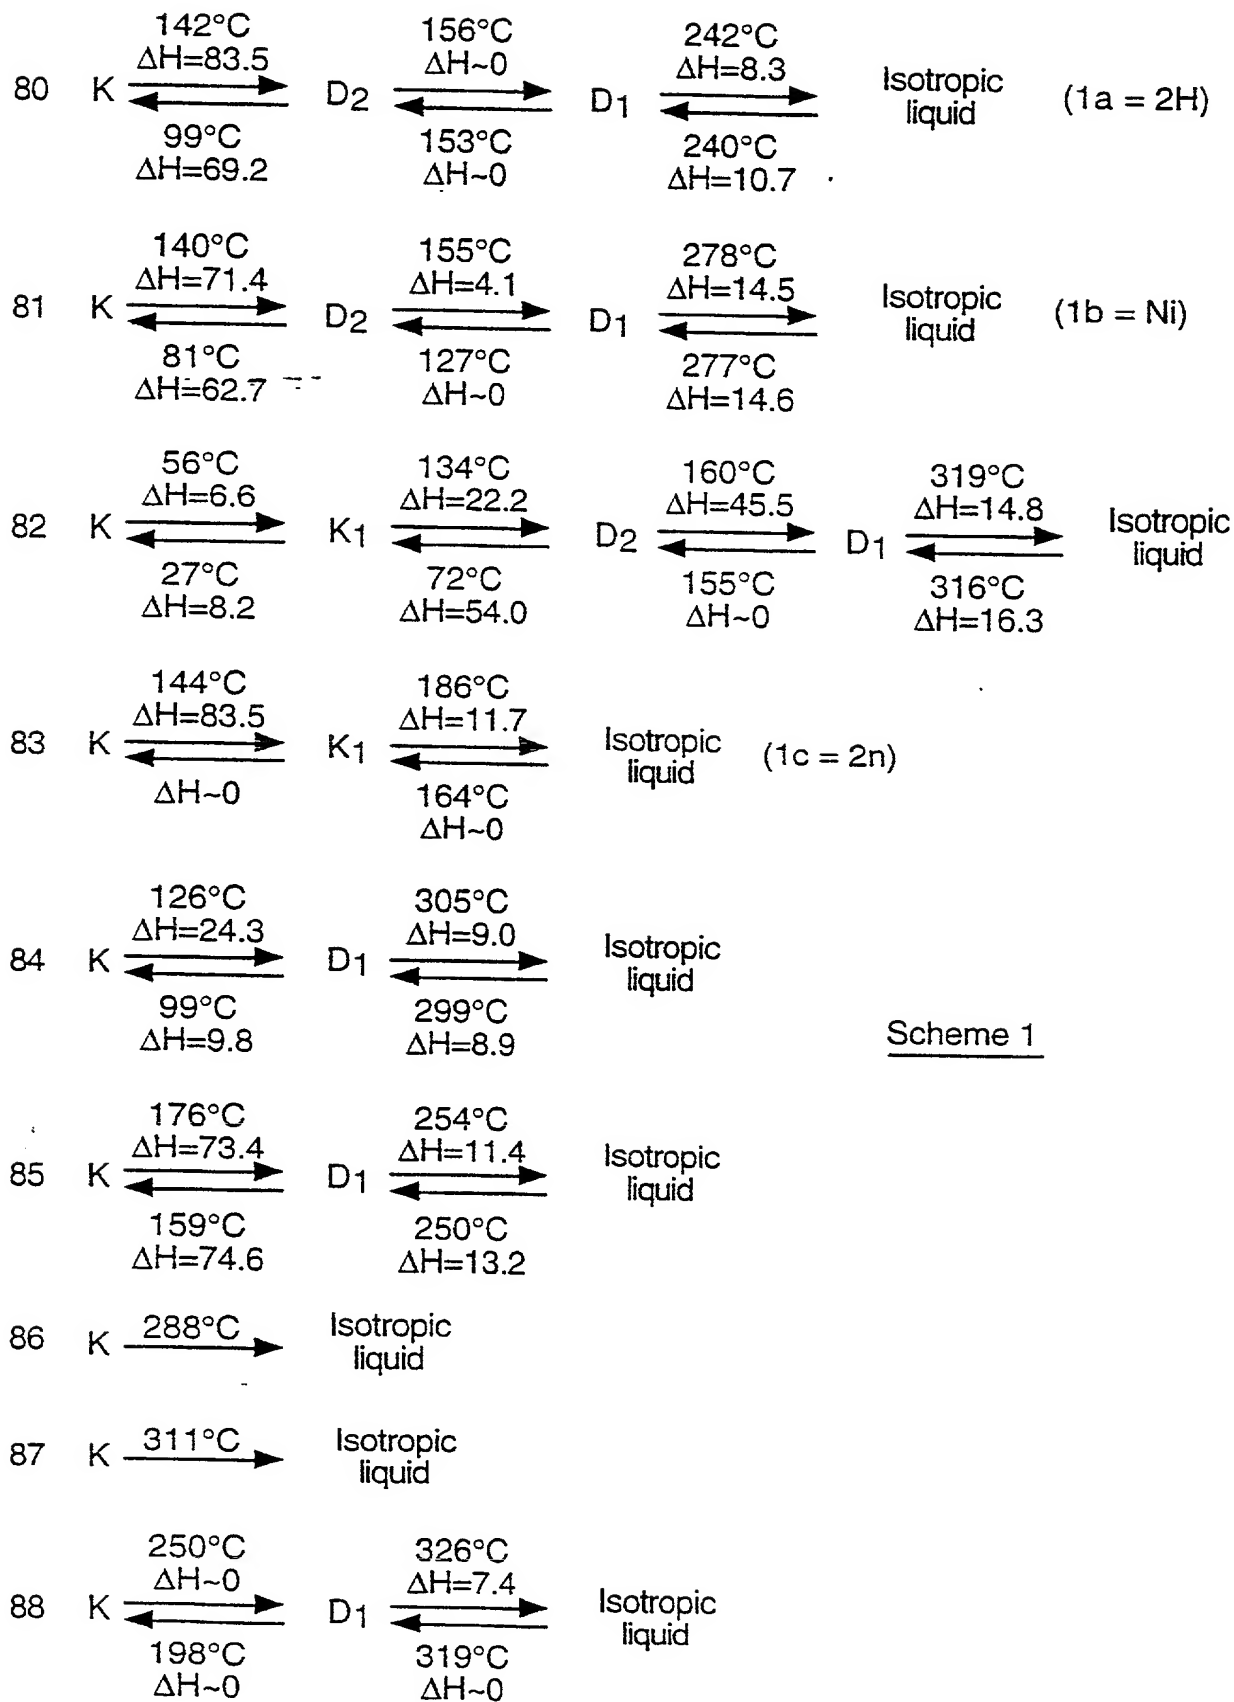 142°C
ΔH=83.5
156°C
ΔH~0
242°C
ΔH=8.3
80 K D2 D1 Isotropic liquid (1a = 2H)
99°C
ΔH=69.2
153°C
ΔH~0
240°C
ΔH=10.7
140°C
ΔH=71.4
155°C
ΔH=4.1
278°C
ΔH=14.5
81 K D2 D1 Isotropic liquid (1b = Ni)
81°C
ΔH=62.7
127°C
ΔH~0
277°C
ΔH=14.6
56°C
ΔH=6.6
134°C
ΔH=22.2
160°C
ΔH=45.5
319°C
ΔH=14.8
82 K K1 D2 D1 Isotropic liquid
27°C
ΔH=8.2
72°C
ΔH=54.0
155°C
ΔH~0
316°C
ΔH=16.3
144°C
ΔH=83.5
186°C
ΔH=11.7
83 K K1 Isotropic liquid (1c = 2n)
ΔH~0
164°C
ΔH~0
126°C
ΔH=24.3
305°C
ΔH=9.0
84 K D1 Isotropic liquid
99°C
ΔH=9.8
299°C
ΔH=8.9
Scheme 1
176°C
ΔH=73.4
254°C
ΔH=11.4
85 K D1 Isotropic liquid
159°C
ΔH=74.6
250°C
ΔH=13.2
86 K 288°C Isotropic liquid
87 K 311°C Isotropic liquid
250°C
ΔH~0
326°C
ΔH=7.4
88 K D1 Isotropic liquid
198°C
ΔH~0
319°C
ΔH~0